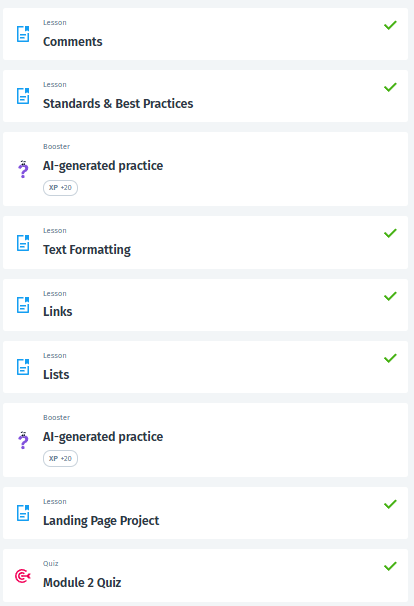 Lesson
Comments
Lesson
Standards & Best Practices
Booster
AI-generated practice
XP +20
Lesson
Text Formatting
Lesson
Links
Lesson
Lists
Booster
AI-generated practice
XP +20
Lesson
Landing Page Project
Quiz
Module 2 Quiz